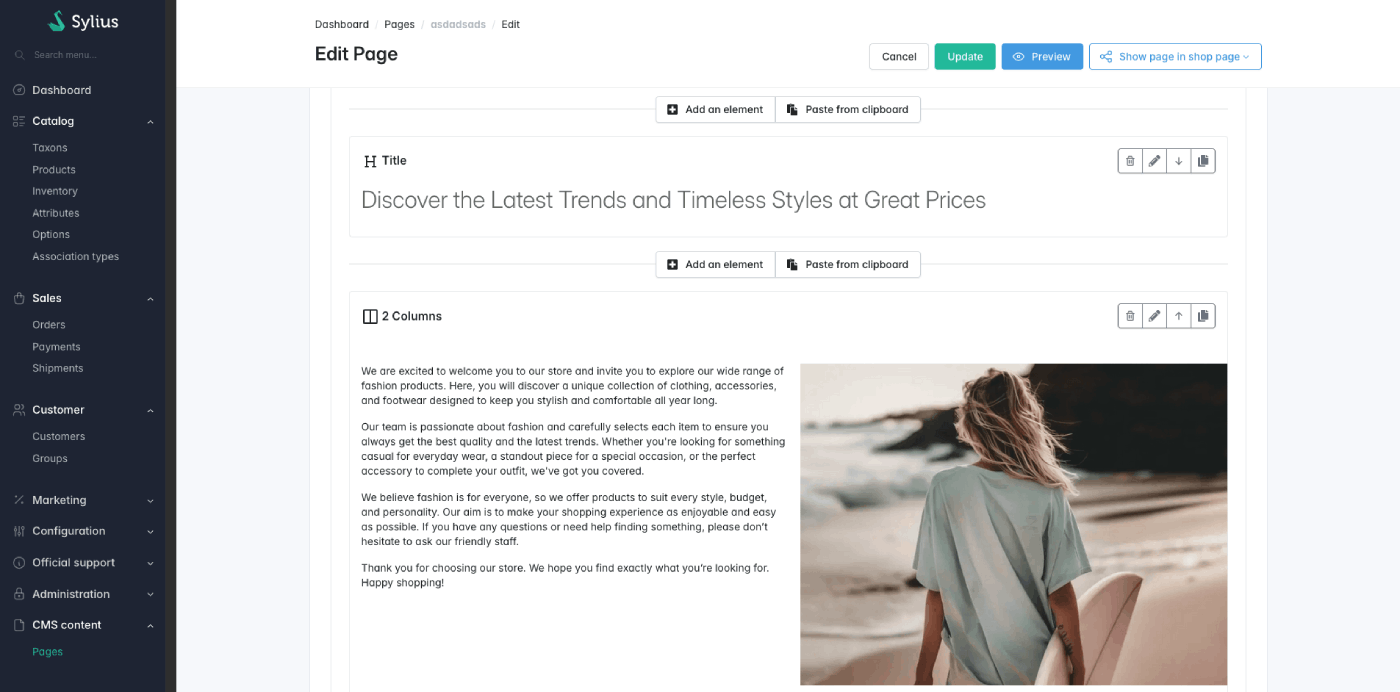 Sylius
Search menu...
Dashboard
Catalog
Taxons
Products
Inventory
Attributes
Options
Association types
Sales
Orders
Payments
Shipments
Customer
Customers
Groups
Marketing
Configuration
Official support
Administration
CMS content
Pages
Dashboard / Pages / asdadsads / Edit
Edit Page
Cancel
Update
Preview
Show page in shop page
Add an element
Paste from clipboard
Title
Discover the Latest Trends and Timeless Styles at Great Prices
Add an element
Paste from clipboard
2 Columns
We are excited to welcome you to our store and invite you to explore our wide range of
fashion products. Here, you will discover a unique collection of clothing, accessories,
and footwear designed to keep you stylish and comfortable all year long.
Our team is passionate about fashion and carefully selects each item to ensure you
always get the best quality and the latest trends. Whether you're looking for something
casual for everyday wear, a standout piece for a special occasion, or the perfect
accessory to complete your outfit, we've got you covered.
We believe fashion is for everyone, so we offer products to suit every style, budget,
and personality. Our aim is to make your shopping experience as enjoyable and easy
as possible. If you have any questions or need help finding something, please don't
hesitate to ask our friendly staff.
Thank you for choosing our store. We hope you find exactly what you're looking for.
Happy shopping!